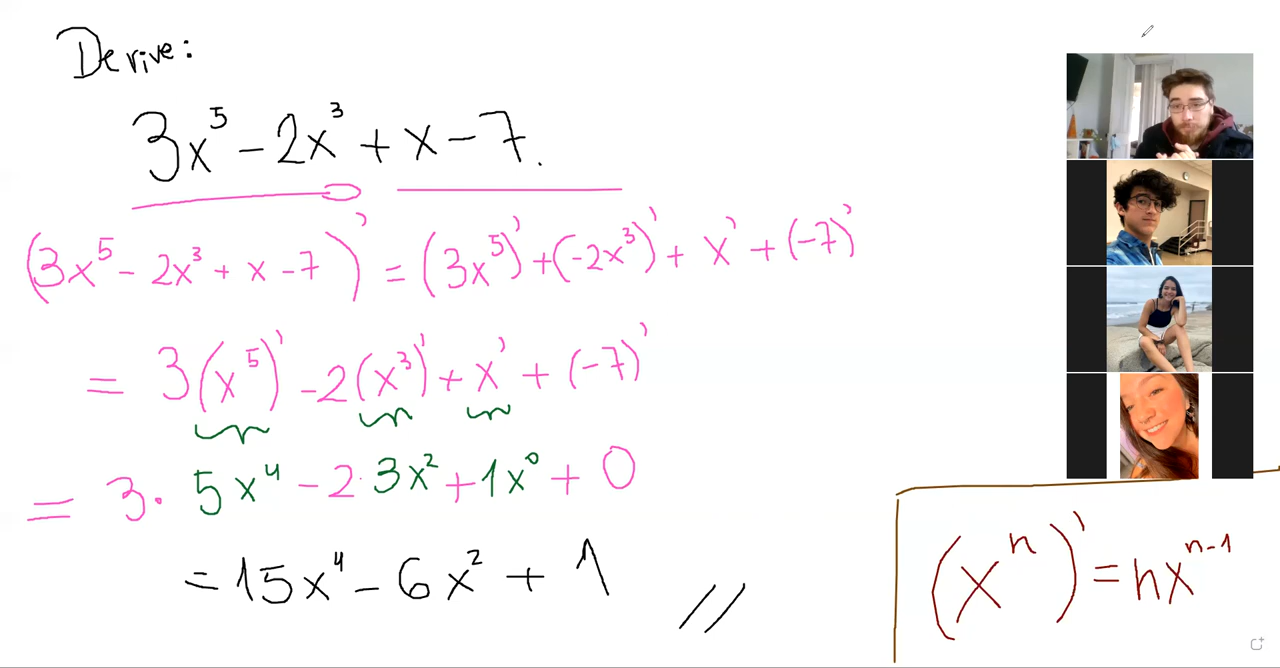 Derive:
3x⁵ - 2x³ + x - 7.
(3x⁵ - 2x³ + x - 7)' = (3x⁵)' + (-2x³)' + x' + (-7)'
= 3(x⁵)' - 2(x³)' + x' + (-7)'
= 3· 5x⁴ - 2· 3x² + 1x⁰ + 0
= 15x⁴ - 6x² + 1 //
(xⁿ)' = nxⁿ⁻¹